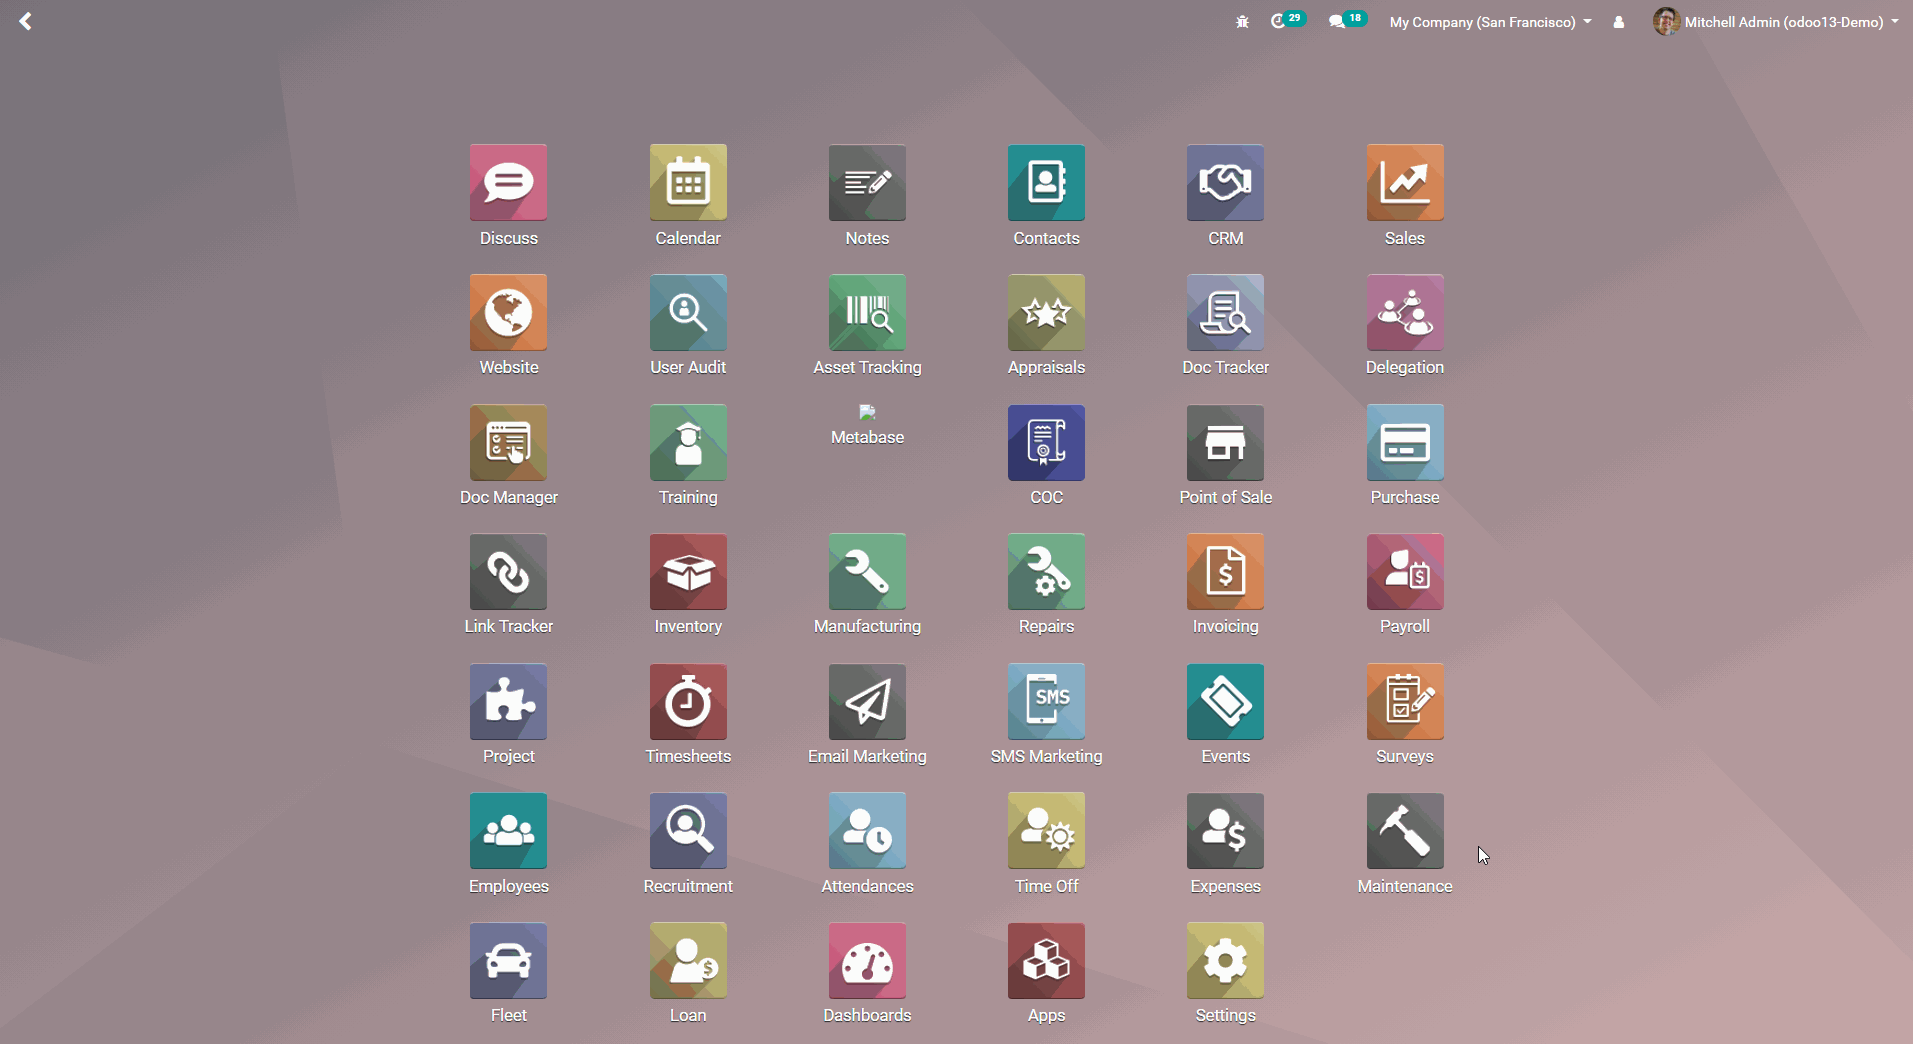 29 18 My Company (San Francisco) Mitchell Admin (odoo13-Demo)
Discuss Calendar Notes Contacts CRM Sales
Website User Audit Asset Tracking Appraisals Doc Tracker Delegation
Metabase
Doc Manager Training COC Point of Sale Purchase
Link Tracker Inventory Manufacturing Repairs Invoicing Payroll
SMS
Project Timesheets Email Marketing SMS Marketing Events Surveys
Employees Recruitment Attendances Time Off Expenses Maintenance
Fleet Loan Dashboards Apps Settings